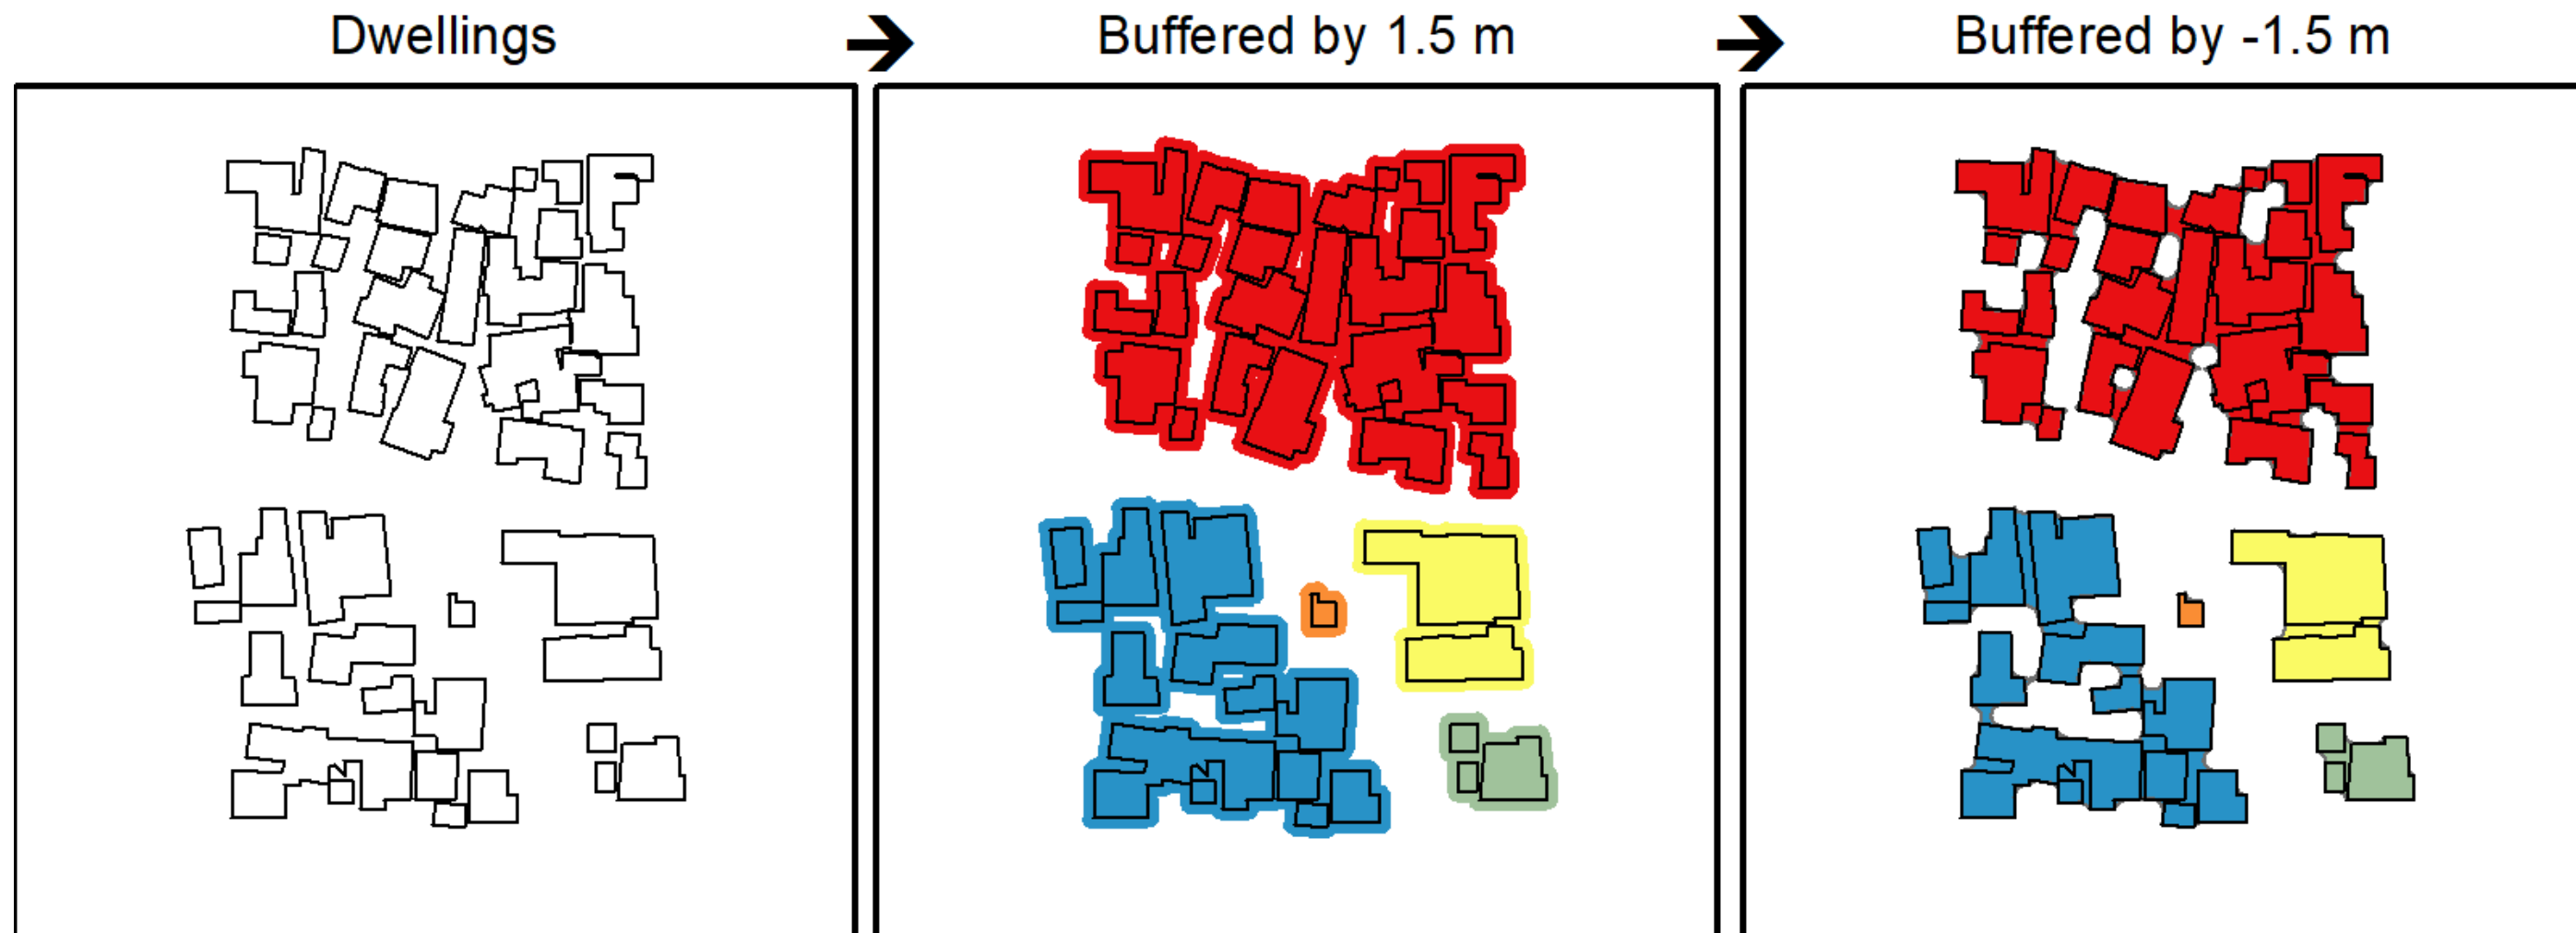 Dwellings → Buffered by 1.5 m → Buffered by -1.5 m